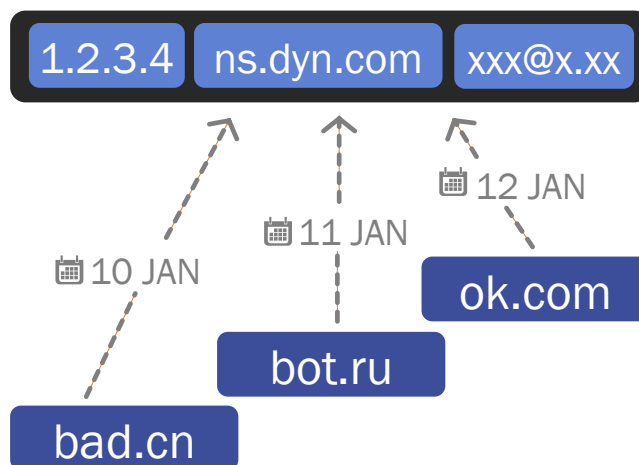 1.2.3.4 ns.dyn.com xxx@x.xx
12 JAN
11 JAN
10 JAN
ok.com
bot.ru
bad.cn